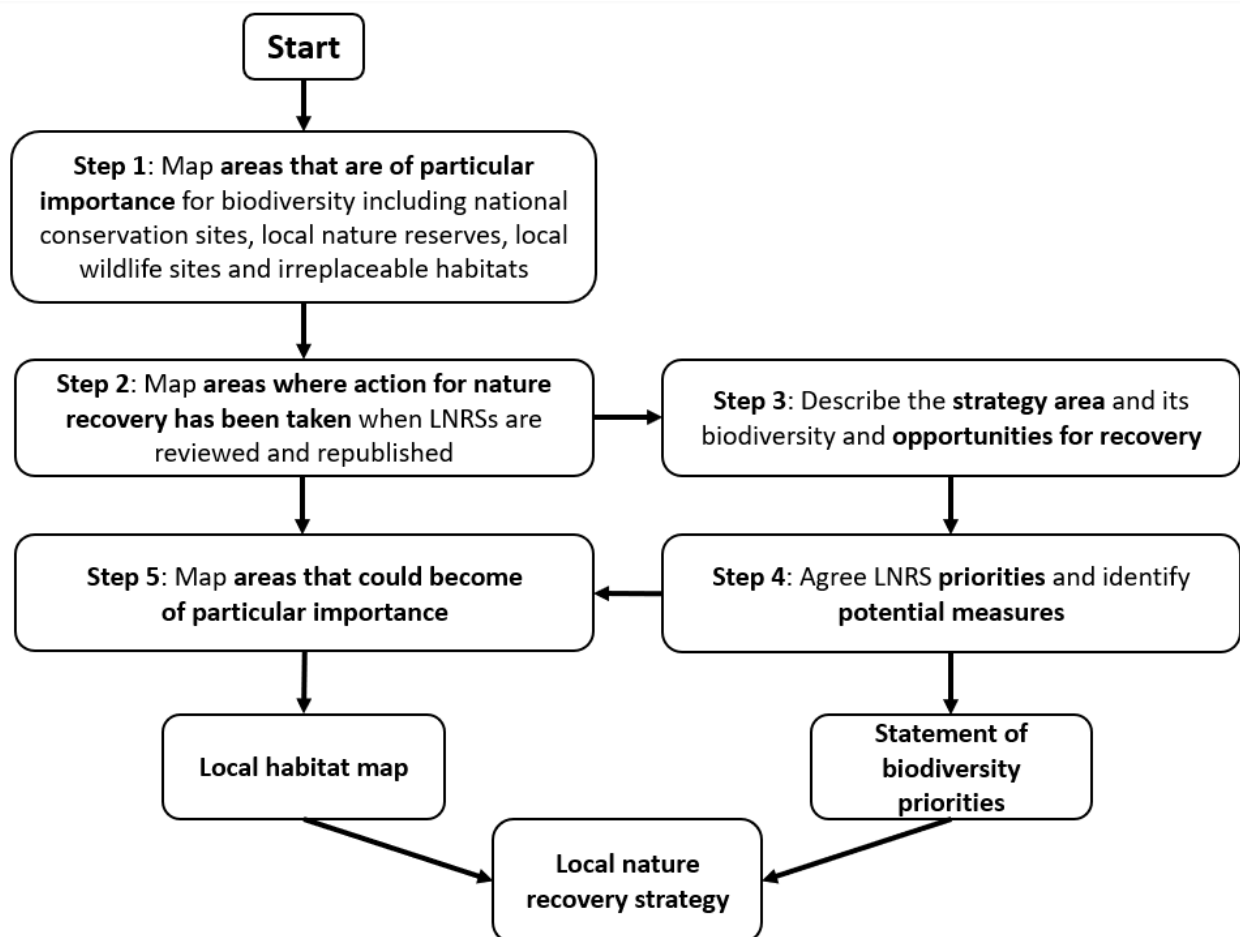 Start
Step 1: Map areas that are of particular
importance for biodiversity including national
conservation sites, local nature reserves, local
wildlife sites and irreplaceable habitats
Step 2: Map areas where action for nature
recovery has been taken when LNRSs are
reviewed and republished
Step 3: Describe the strategy area and its
biodiversity and opportunities for recovery
Step 4: Agree LNRS priorities and identify
potential measures
Step 5: Map areas that could become
of particular importance
Local habitat map
Statement of
biodiversity
priorities
Local nature
recovery strategy